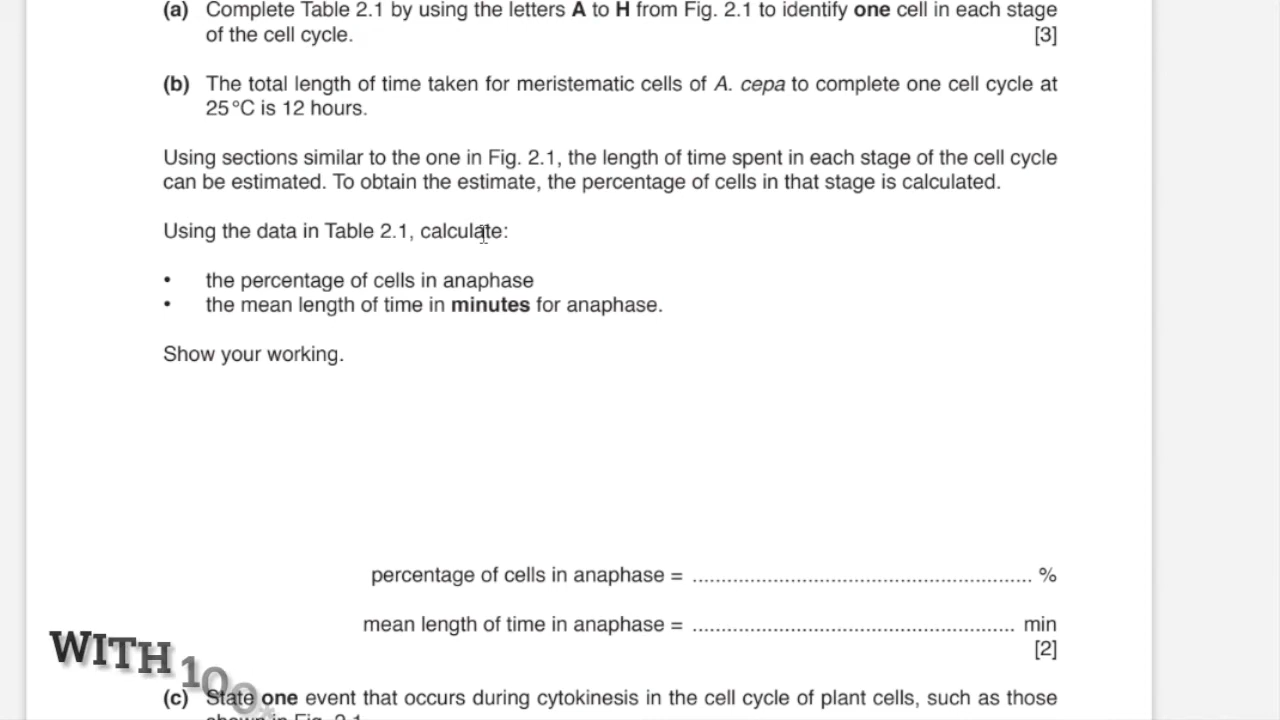 (a) Complete Table 2.1 by using the letters A to H from Fig. 2.1 to identify one cell in each stage
of the cell cycle. [3]
(b) The total length of time taken for meristematic cells of A. cepa to complete one cell cycle at
25 °C is 12 hours.
Using sections similar to the one in Fig. 2.1, the length of time spent in each stage of the cell cycle
can be estimated. To obtain the estimate, the percentage of cells in that stage is calculated.
Using the data in Table 2.1, calculate:
• the percentage of cells in anaphase
• the mean length of time in minutes for anaphase.
Show your working.
percentage of cells in anaphase = .......................................................... %
mean length of time in anaphase = ....................................................... min
[2]
WITH 100
(c) State one event that occurs during cytokinesis in the cell cycle of plant cells, such as those
shown in Fig. 2.1